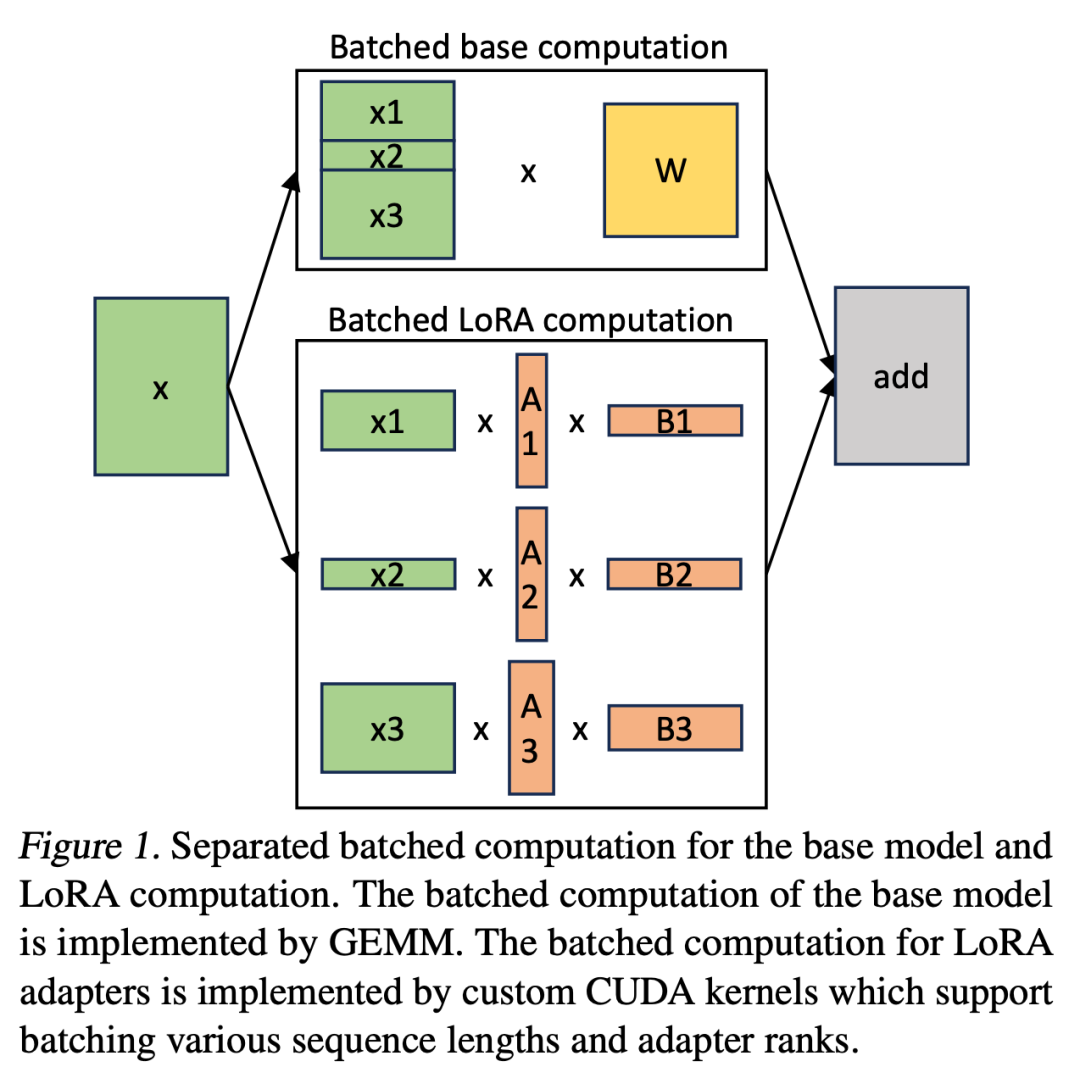 Batched base computation
x1
x2
x3
x
W
x
Batched LoRA computation
x1 x A1 x B1
x2 x A2 x B2
x3 x A3 x B3
add
Figure 1. Separated batched computation for the base model and
LoRA computation. The batched computation of the base model
is implemented by GEMM. The batched computation for LoRA
adapters is implemented by custom CUDA kernels which support
batching various sequence lengths and adapter ranks.